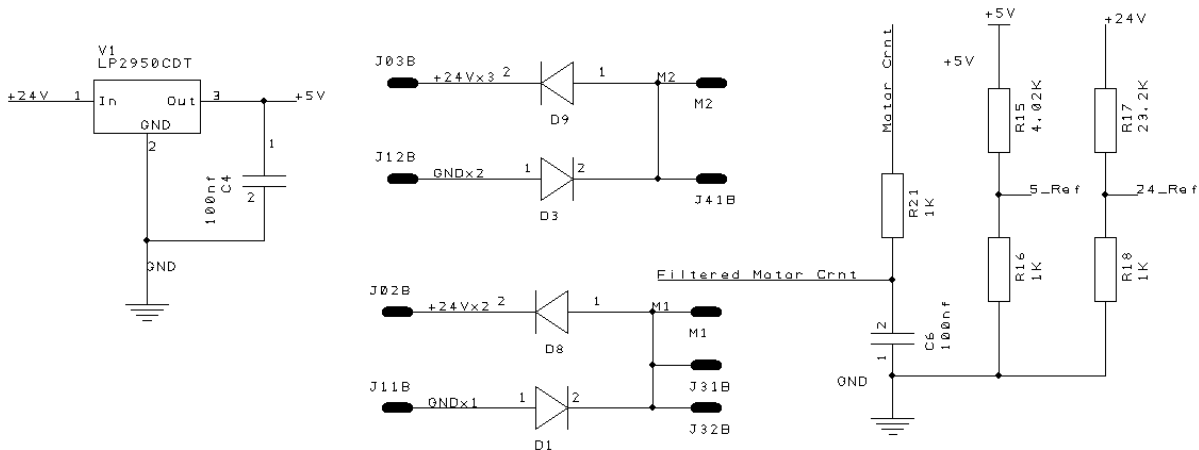 V1
LP2950CDT
+24V
1
In
Out
3
+5V
GND
2
1
100nf
C4
2
GND
J03B
+24Vx3
2
1
M2
M2
D9
J12B
GNDx2
1
2
D3
J41B
J02B
+24Vx2
2
1
M1
M1
D8
J31B
J11B
GNDx1
1
2
D1
J32B
Motor Crnt
R21
1K
Filtered Motor Crnt
2
1
C6
100nf
GND
+5V
+5V
R15
4.02K
5_Ref
R16
1K
+24V
R17
23.2K
24_Ref
R18
1K